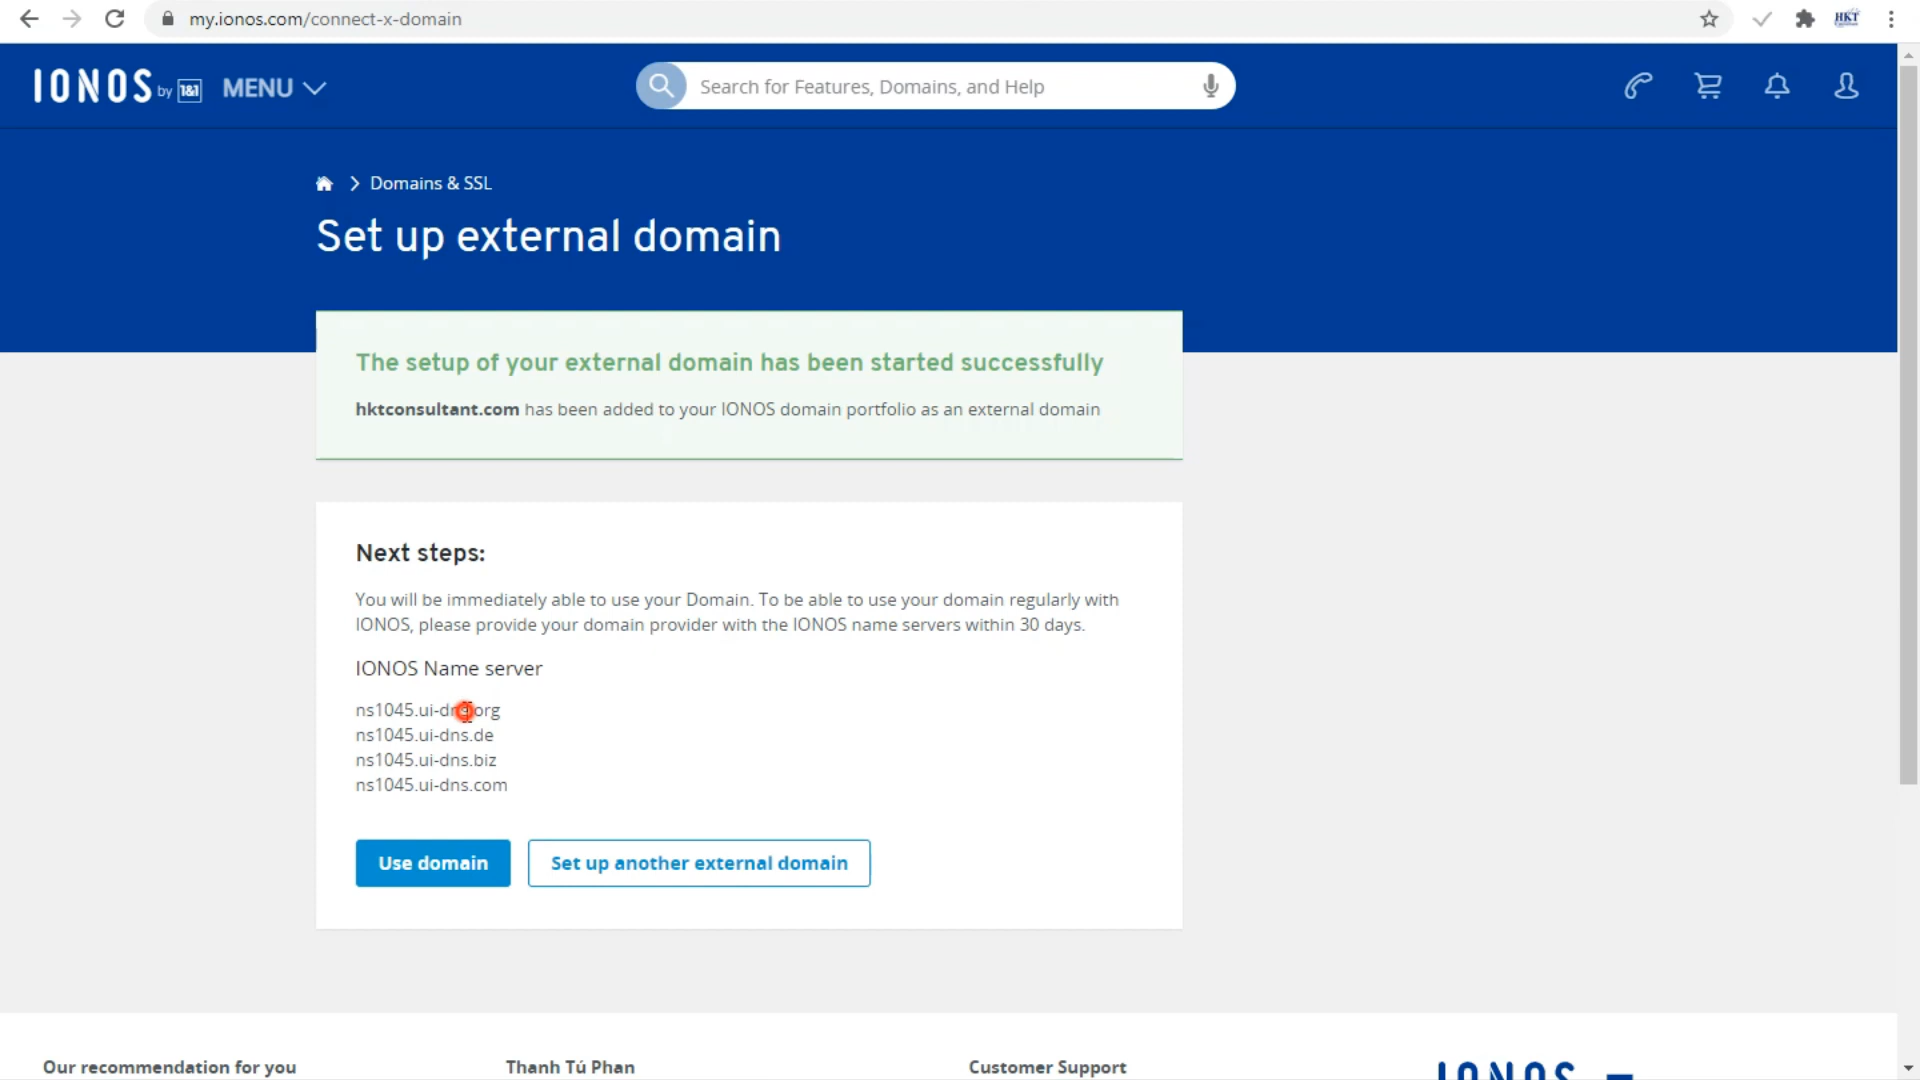 my.ionos.com/connect-x-domain
HKT
IONOS by 1&1
MENU
Search for Features, Domains, and Help
Domains & SSL
Set up external domain
The setup of your external domain has been started successfully
hktconsultant.com has been added to your IONOS domain portfolio as an external domain
Next steps:
You will be immediately able to use your Domain. To be able to use your domain regularly with
IONOS, please provide your domain provider with the IONOS name servers within 30 days.
IONOS Name server
ns1045.ui-dns.org
ns1045.ui-dns.de
ns1045.ui-dns.biz
ns1045.ui-dns.com
Use domain
Set up another external domain
Our recommendation for you
Thanh Tú Phan
Customer Support
IONOS